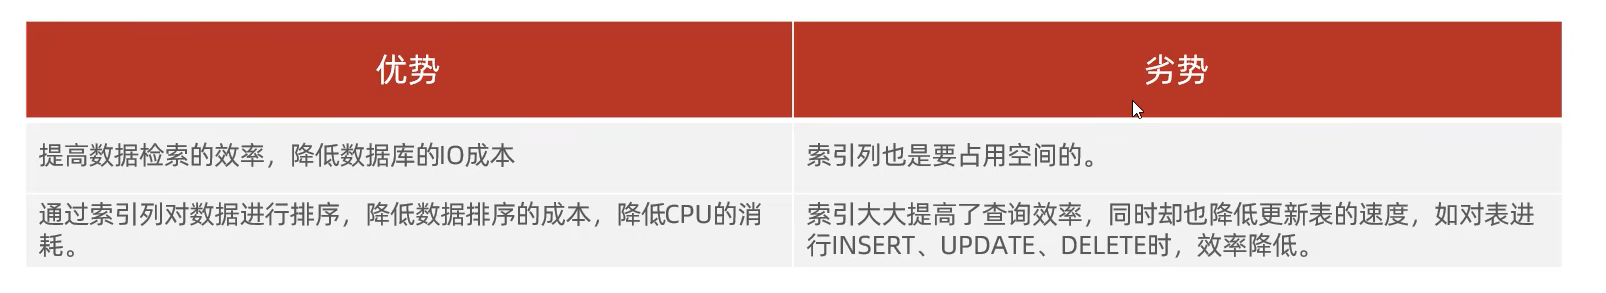 优势
劣势
提高数据检索的效率，降低数据库的IO成本
索引列也是要占用空间的。
通过索引列对数据进行排序，降低数据排序的成本，降低CPU的消
耗。
索引大大提高了查询效率，同时却也降低更新表的速度，如对表进
行INSERT、UPDATE、DELETE时，效率降低。